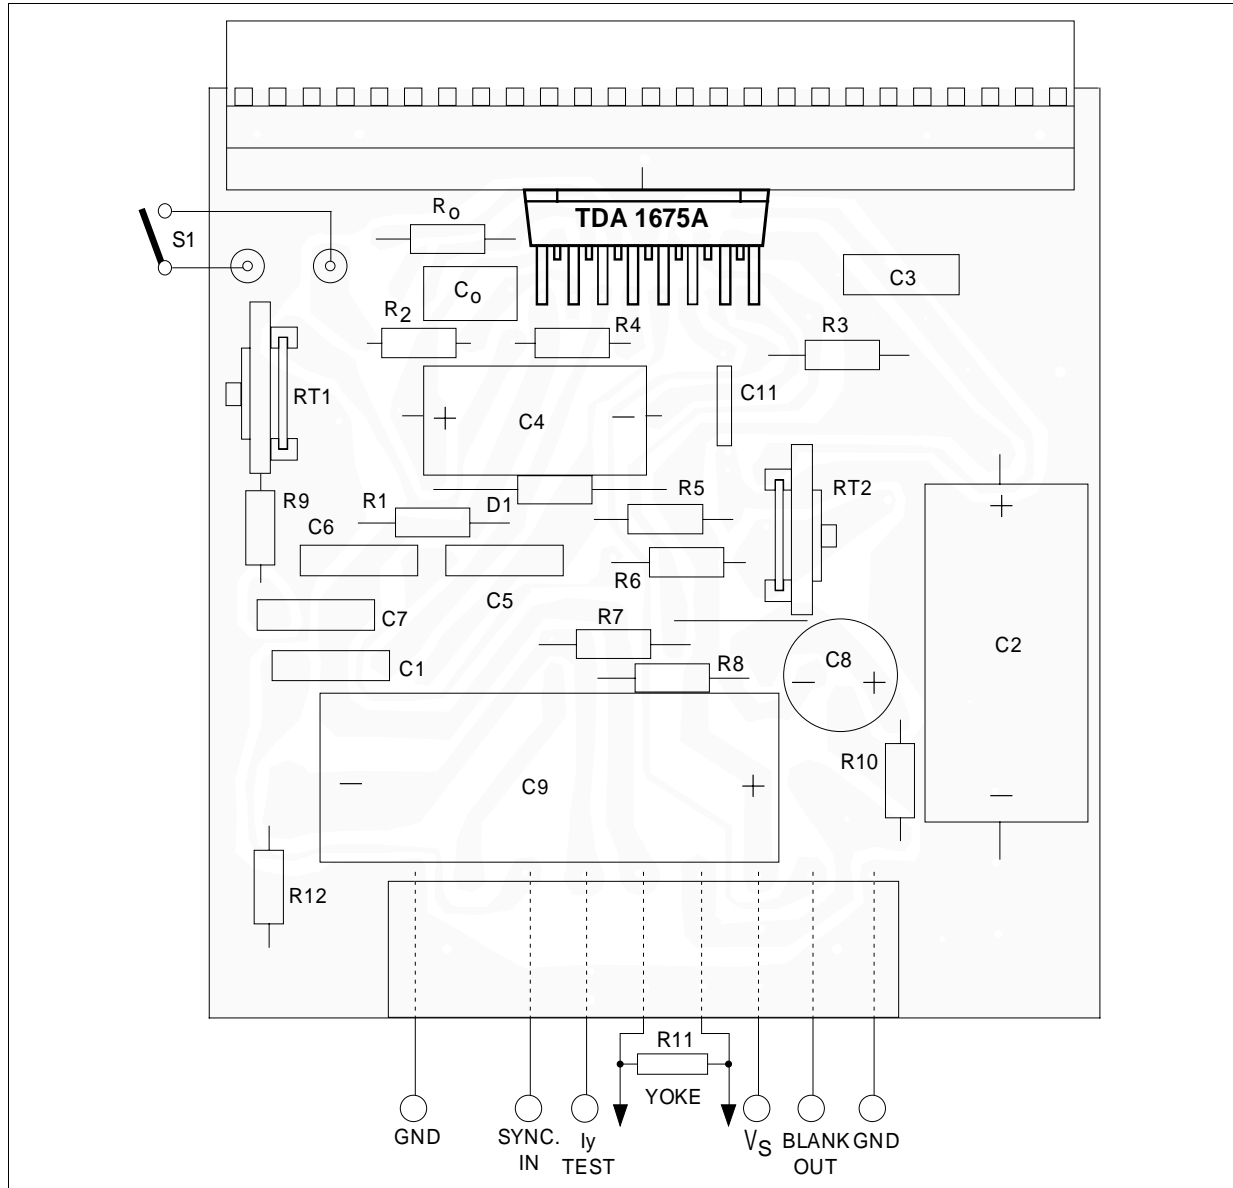 TDA 1675A
Ro
S1
Co
C3
R2
R4
R3
RT1
C11
+
C4
−
R9
R1
D1
R5
RT2
+
C6
R6
C5
C7
R7
C8
C2
C1
R8
−
+
R10
−
C9
+
−
R12
R11
YOKE
GND
SYNC.
IN
Iy
TEST
VS
BLANK
OUT
GND